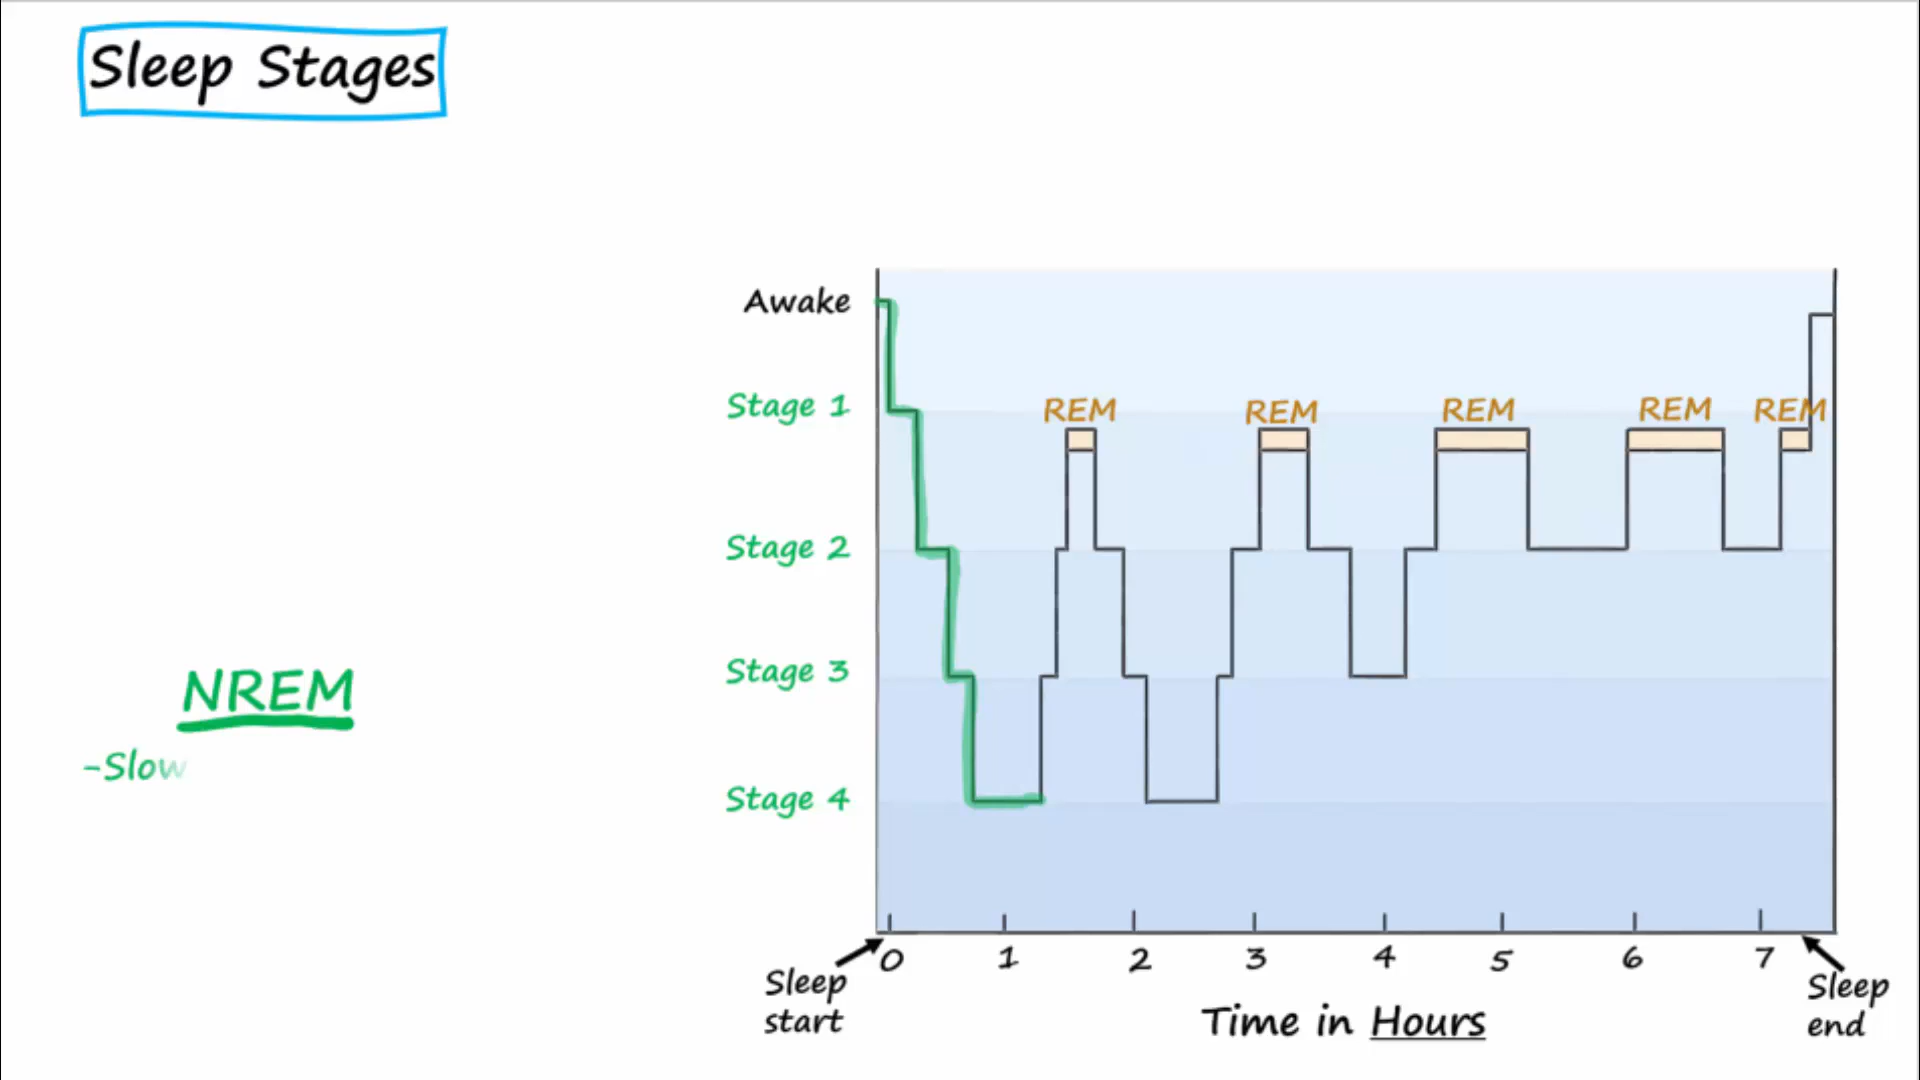 Sleep Stages
Awake
Stage 1
REM REM REM REM REM
Stage 2
Stage 3
NREM
-Slow
Stage 4
0 1 2 3 4 5 6 7
Sleep
start
Sleep
end
Time in Hours